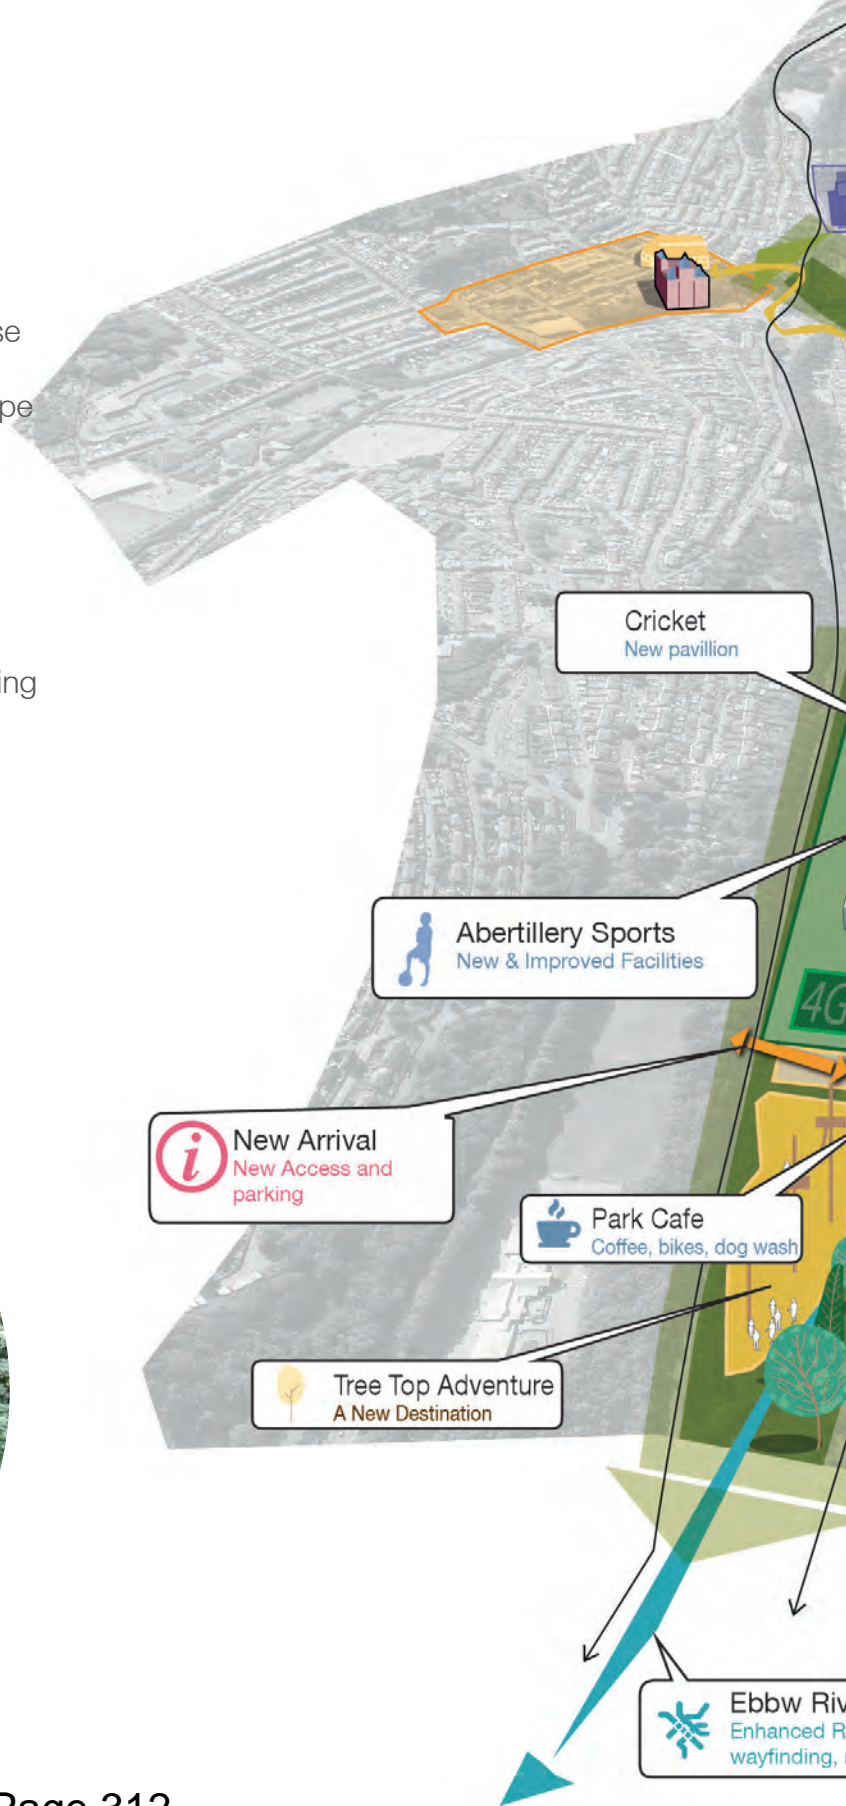 se
pe
ing
Cricket
New pavillion
Abertillery Sports
New & Improved Facilities
4G
New Arrival
New Access and
parking
Park Cafe
Coffee, bikes, dog wash
Tree Top Adventure
A New Destination
Ebbw Riv
Enhanced R
wayfinding,
Page 312